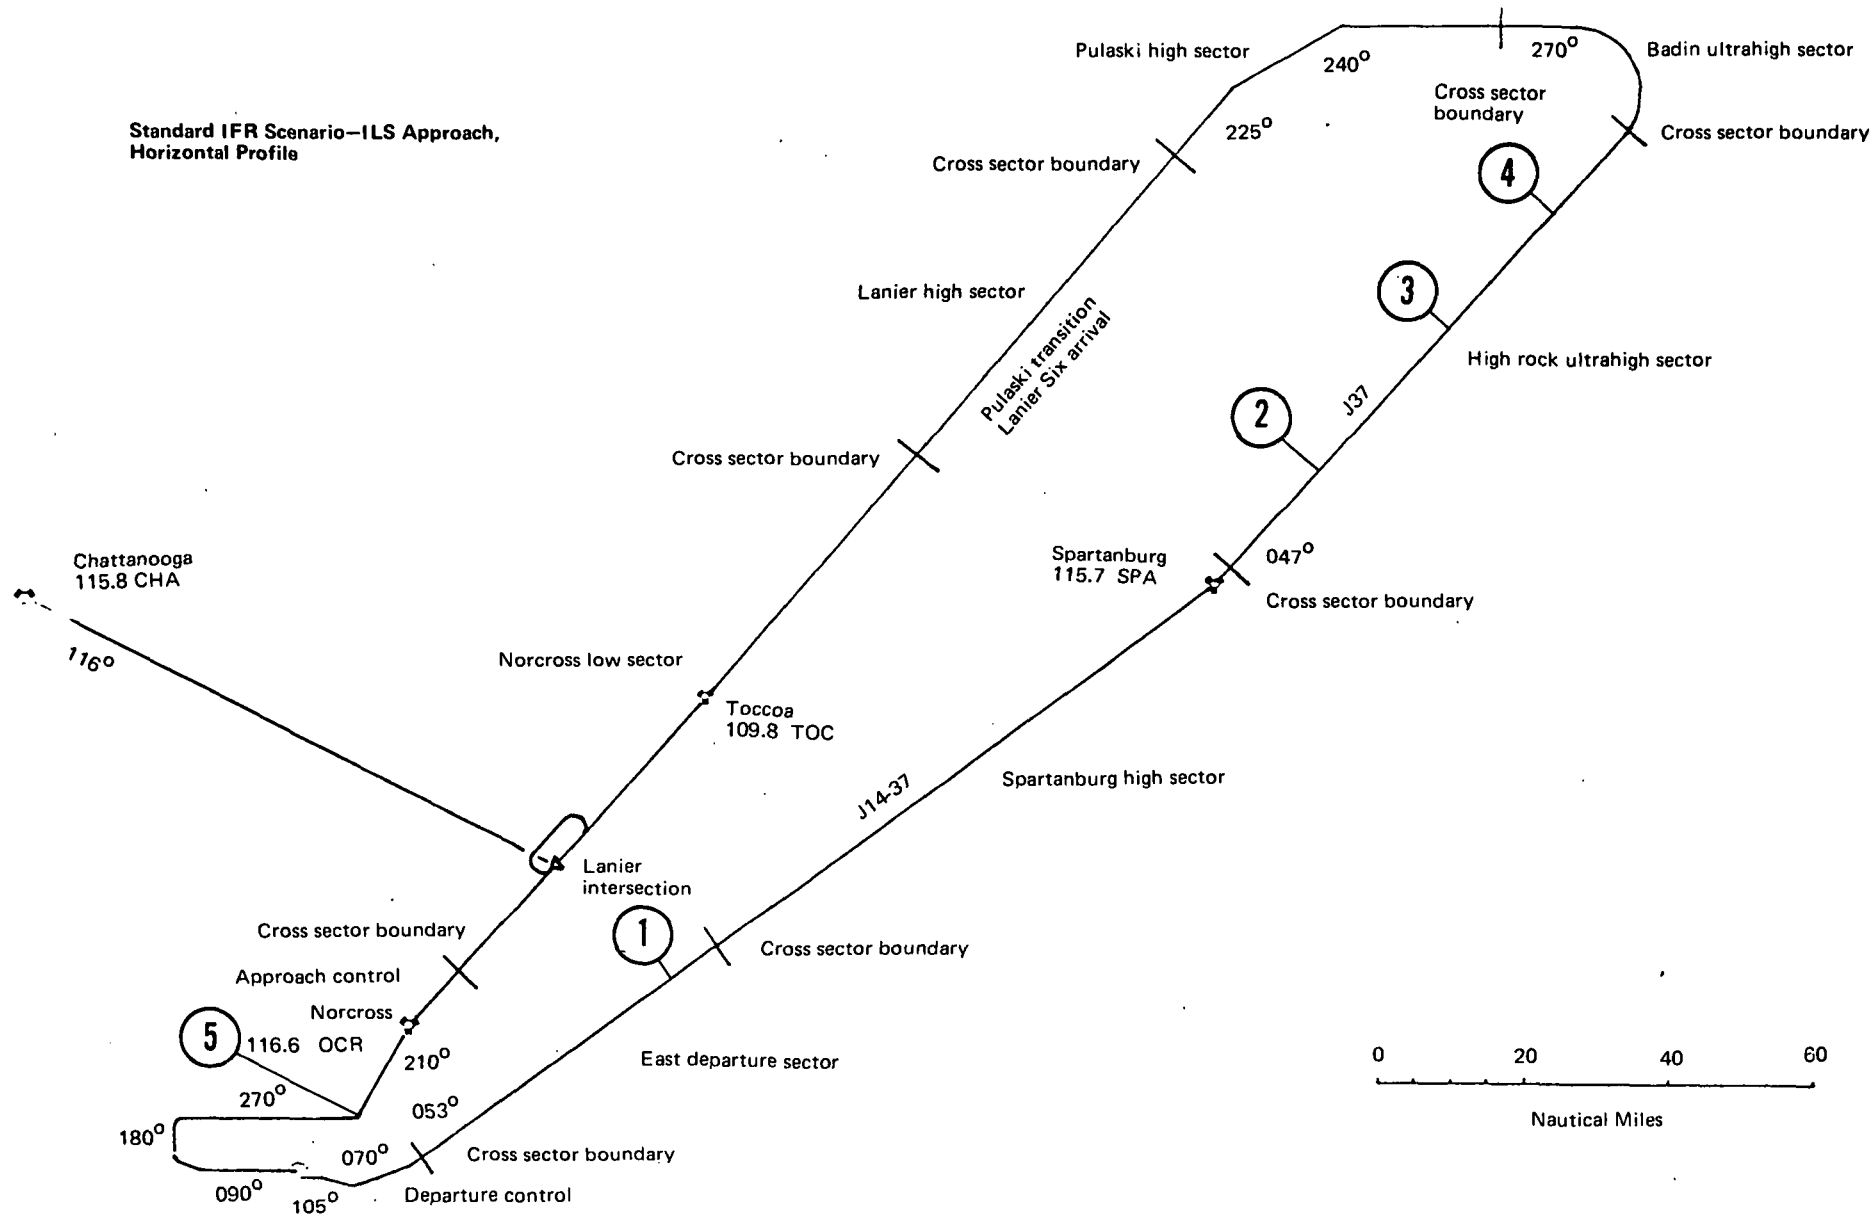 Standard IFR Scenario—ILS Approach,
Horizontal Profile
Pulaski high sector
240°
270°
Badin ultrahigh sector
Cross sector
boundary
225°
Cross sector boundary
Cross sector boundary
4
Lanier high sector
3
Pulaski transition
Lanier Six arrival
High rock ultrahigh sector
J37
2
Cross sector boundary
Chattanooga
115.8 CHA
Spartanburg
115.7 SPA
047°
Cross sector boundary
116°
Norcross low sector
Toccoa
109.8 TOC
Spartanburg high sector
J14-37
Lanier
intersection
1
Cross sector boundary
Cross sector boundary
Approach control
Norcross
5
116.6 OCR
210°
East departure sector
0 20 40 60
Nautical Miles
270°
053°
180°
070°
Cross sector boundary
090°
105°
Departure control